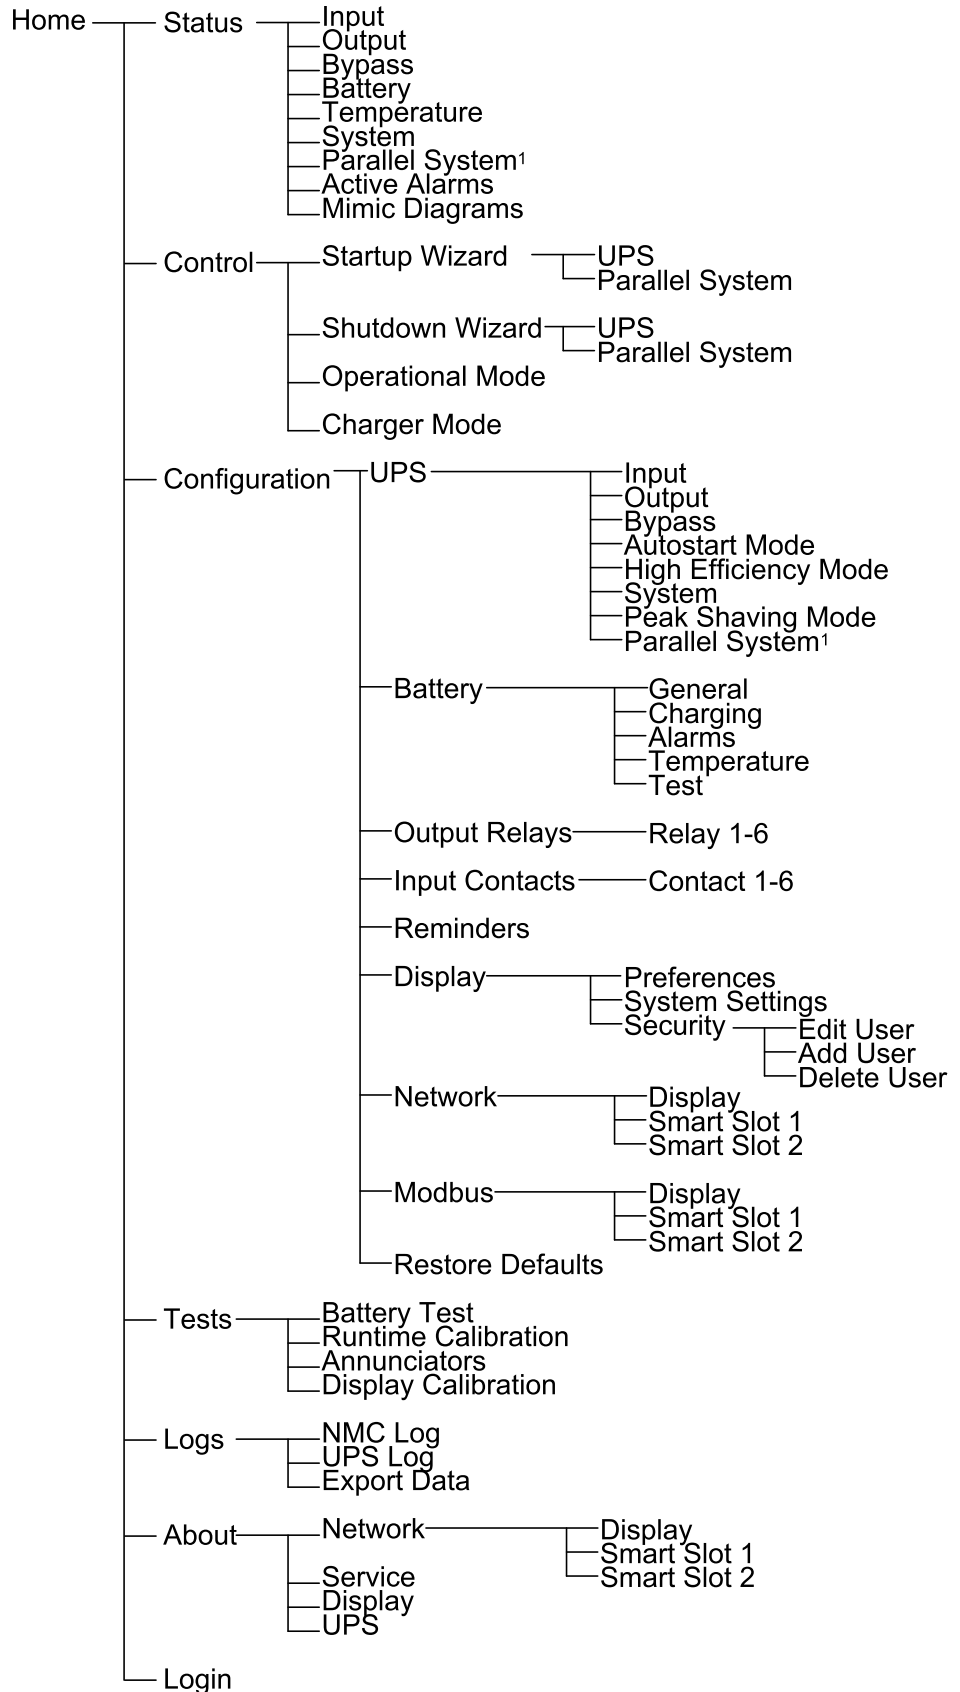 Home
Status
Input
Output
Bypass
Battery
Temperature
System
Parallel System¹
Active Alarms
Mimic Diagrams
Control
Startup Wizard
UPS
Parallel System
Shutdown Wizard
UPS
Parallel System
Operational Mode
Charger Mode
Configuration
UPS
Input
Output
Bypass
Autostart Mode
High Efficiency Mode
System
Peak Shaving Mode
Parallel System¹
Battery
General
Charging
Alarms
Temperature
Test
Output Relays
Relay 1-6
Input Contacts
Contact 1-6
Reminders
Display
Preferences
System Settings
Security
Edit User
Add User
Delete User
Network
Display
Smart Slot 1
Smart Slot 2
Modbus
Display
Smart Slot 1
Smart Slot 2
Restore Defaults
Tests
Battery Test
Runtime Calibration
Annunciators
Display Calibration
Logs
NMC Log
UPS Log
Export Data
About
Network
Display
Smart Slot 1
Smart Slot 2
Service
Display
UPS
Login